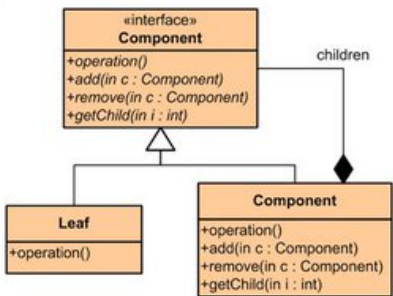 «interface»
Component
+operation()
+add(in c : Component)
+remove(in c : Component)
+getChild(in i : int)
children
Leaf
+operation()
Component
+operation()
+add(in c : Component)
+remove(in c : Component)
+getChild(in i : int)